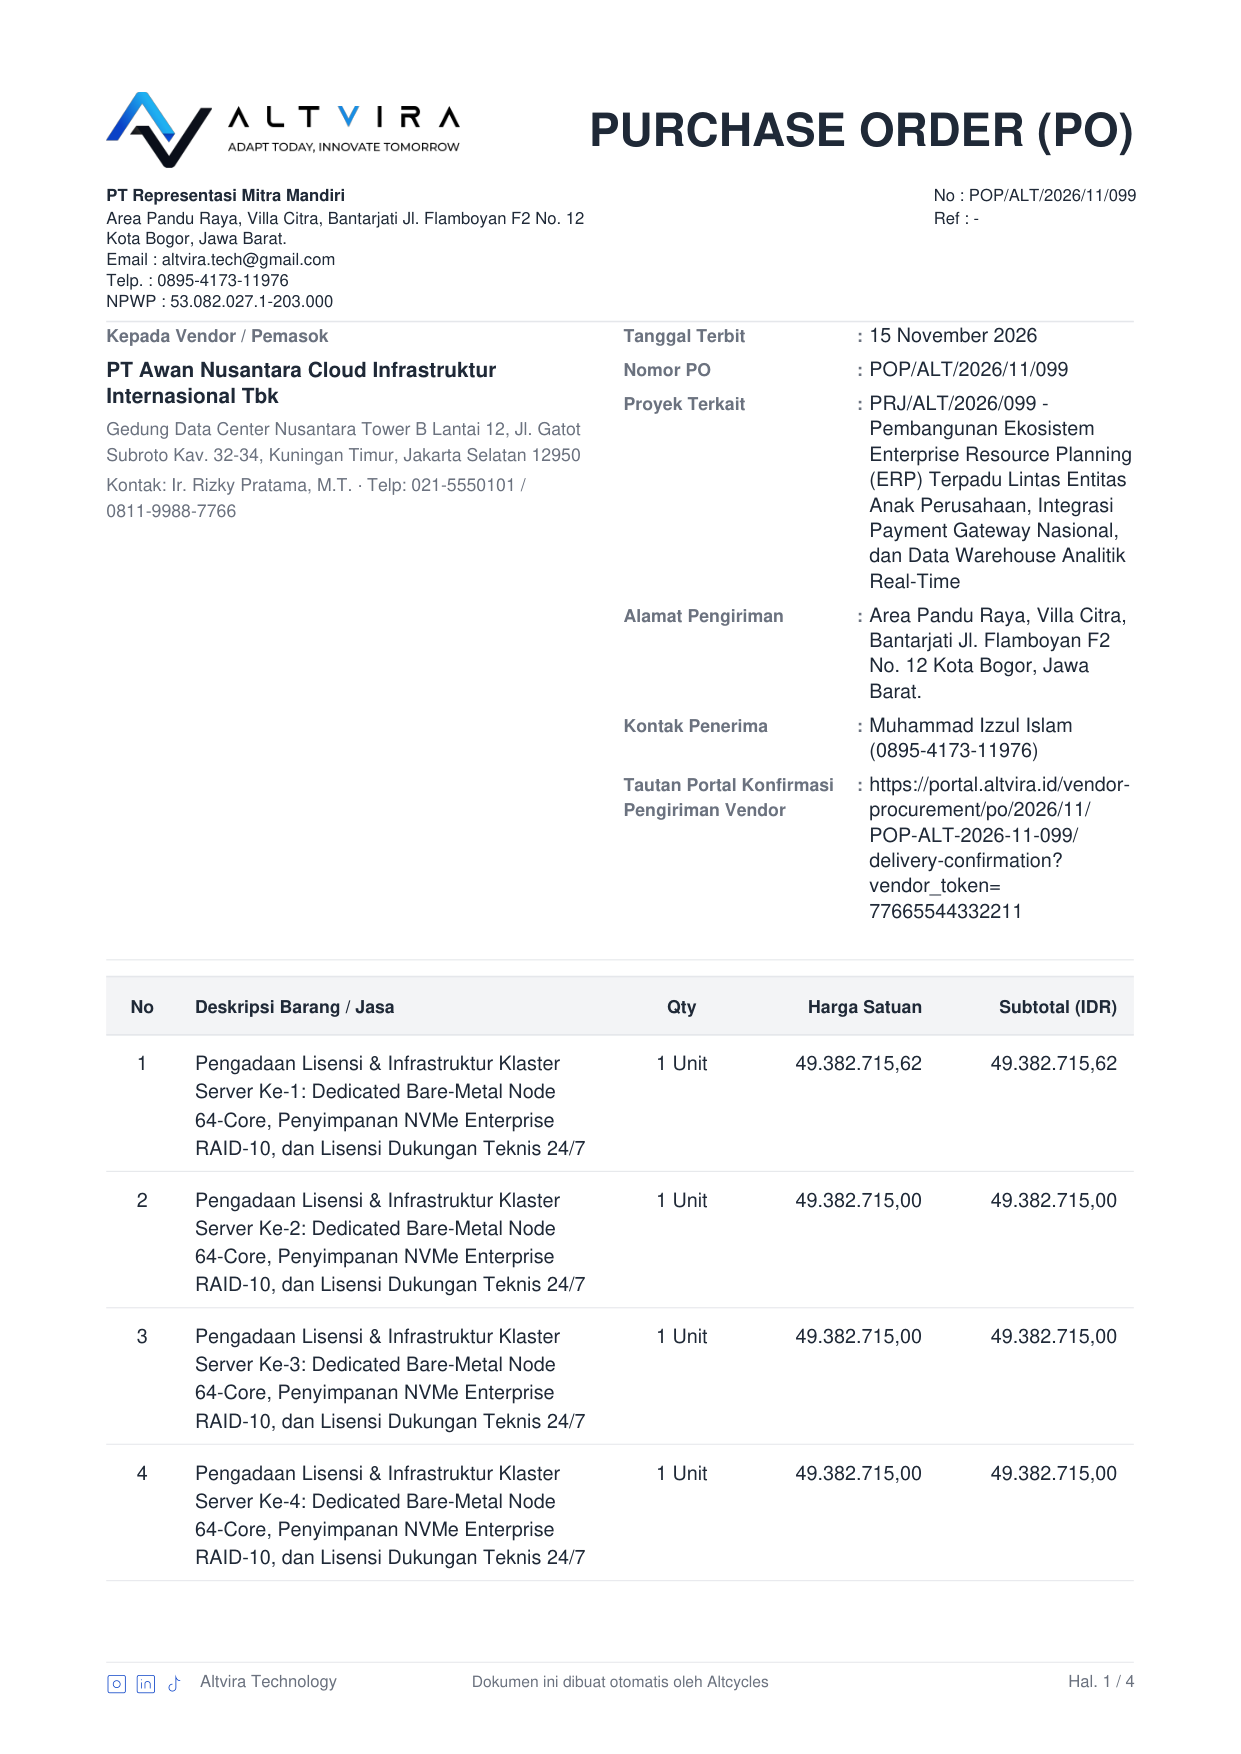 ALTVIRA
ADAPT TODAY, INNOVATE TOMORROW
PURCHASE ORDER (PO)
PT Representasi Mitra Mandiri
Area Pandu Raya, Villa Citra, Bantarjati Jl. Flamboyan F2 No. 12
Kota Bogor, Jawa Barat.
Email : altvira.tech@gmail.com
Telp. : 0895-4173-11976
NPWP : 53.082.027.1-203.000
No : POP/ALT/2026/11/099
Ref : -
Kepada Vendor / Pemasok
PT Awan Nusantara Cloud Infrastruktur
Internasional Tbk
Gedung Data Center Nusantara Tower B Lantai 12, Jl. Gatot
Subroto Kav. 32-34, Kuningan Timur, Jakarta Selatan 12950
Kontak: Ir. Rizky Pratama, M.T. · Telp: 021-5550101 /
0811-9988-7766
Tanggal Terbit : 15 November 2026
Nomor PO : POP/ALT/2026/11/099
Proyek Terkait : PRJ/ALT/2026/099 -
Pembangunan Ekosistem
Enterprise Resource Planning
(ERP) Terpadu Lintas Entitas
Anak Perusahaan, Integrasi
Payment Gateway Nasional,
dan Data Warehouse Analitik
Real-Time
Alamat Pengiriman : Area Pandu Raya, Villa Citra,
Bantarjati Jl. Flamboyan F2
No. 12 Kota Bogor, Jawa
Barat.
Kontak Penerima : Muhammad Izzul Islam
(0895-4173-11976)
Tautan Portal Konfirmasi : https://portal.altvira.id/vendor-
Pengiriman Vendor procurement/po/2026/11/
POP-ALT-2026-11-099/
delivery-confirmation?
vendor_token=
77665544332211
No Deskripsi Barang / Jasa Qty Harga Satuan Subtotal (IDR)
1 Pengadaan Lisensi & Infrastruktur Klaster 1 Unit 49.382.715,62 49.382.715,62
Server Ke-1: Dedicated Bare-Metal Node
64-Core, Penyimpanan NVMe Enterprise
RAID-10, dan Lisensi Dukungan Teknis 24/7
2 Pengadaan Lisensi & Infrastruktur Klaster 1 Unit 49.382.715,00 49.382.715,00
Server Ke-2: Dedicated Bare-Metal Node
64-Core, Penyimpanan NVMe Enterprise
RAID-10, dan Lisensi Dukungan Teknis 24/7
3 Pengadaan Lisensi & Infrastruktur Klaster 1 Unit 49.382.715,00 49.382.715,00
Server Ke-3: Dedicated Bare-Metal Node
64-Core, Penyimpanan NVMe Enterprise
RAID-10, dan Lisensi Dukungan Teknis 24/7
4 Pengadaan Lisensi & Infrastruktur Klaster 1 Unit 49.382.715,00 49.382.715,00
Server Ke-4: Dedicated Bare-Metal Node
64-Core, Penyimpanan NVMe Enterprise
RAID-10, dan Lisensi Dukungan Teknis 24/7
Altvira Technology Dokumen ini dibuat otomatis oleh Altcycles Hal. 1 / 4